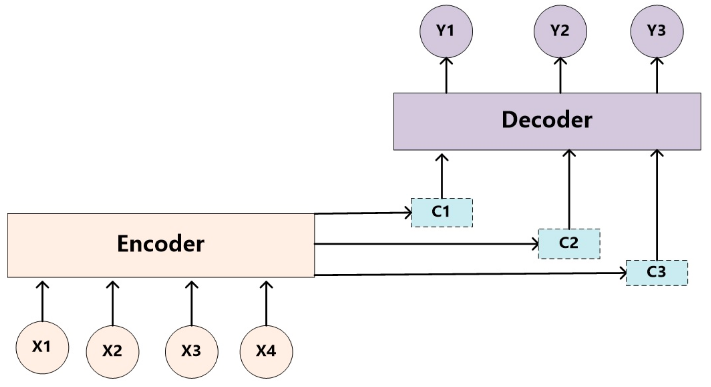 Y1 Y2 Y3
Decoder
C1
Encoder
C2
C3
X1 X2 X3 X4